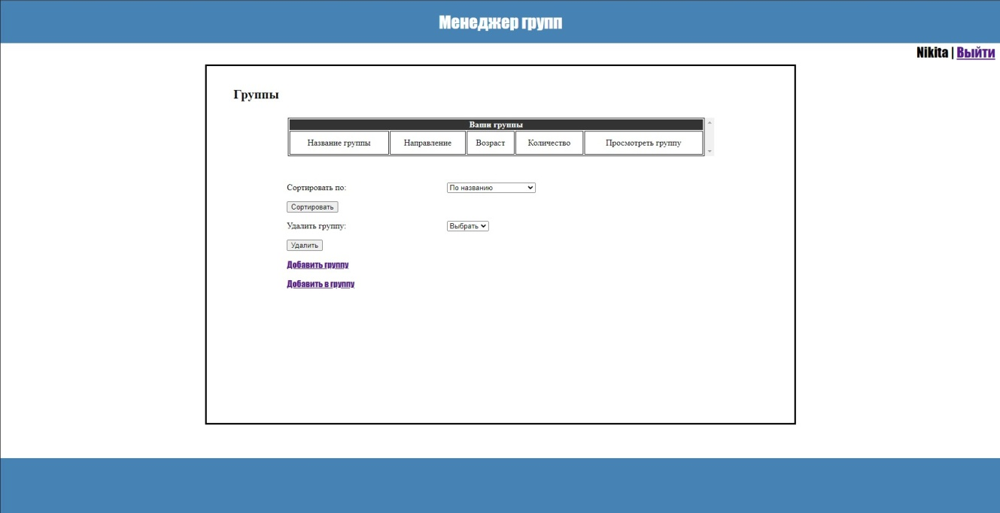 Менеджер групп
Nikita | Выйти
Группы
Ваши группы
Название группы Направление Возраст Количество Просмотреть группу
Сортировать по: По названию
Сортировать
Удалить группу: Выбрать
Удалить
Добавить группу
Добавить в группу